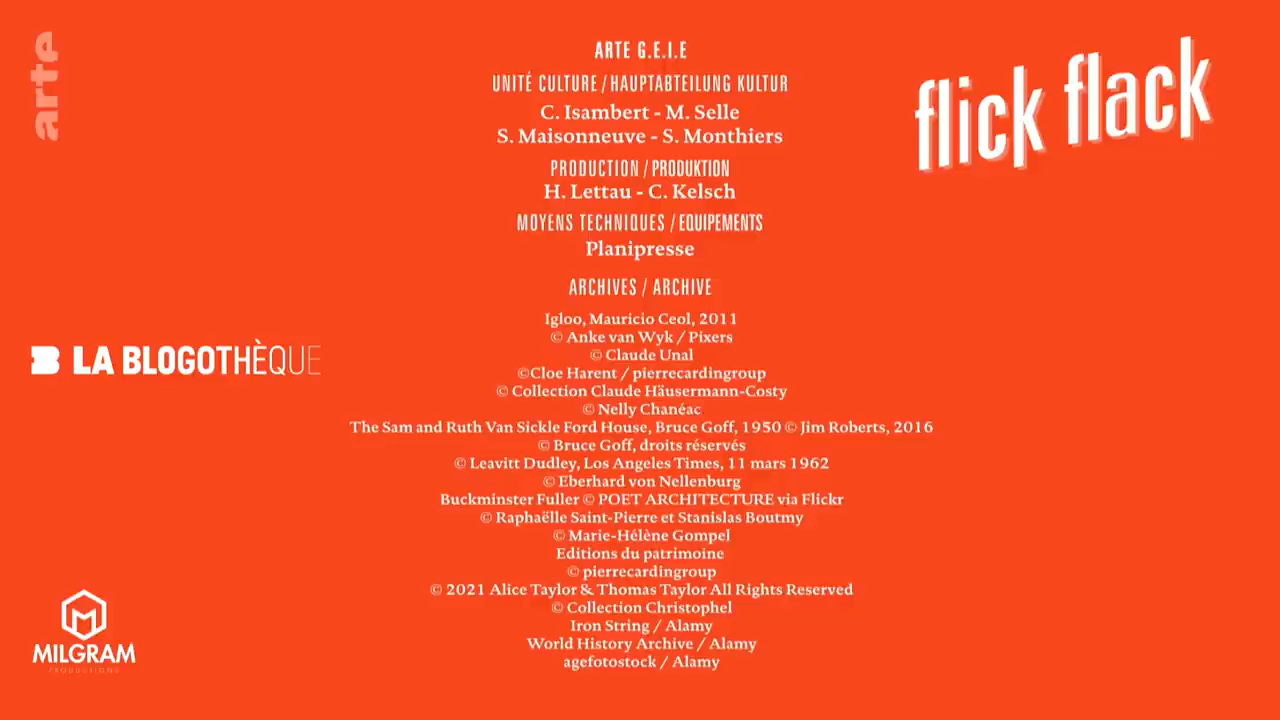 arte
ARTE G.E.I.E
UNITÉ CULTURE / HAUPTABTEILUNG KULTUR
C. Isambert - M. Selle
S. Maisonneuve - S. Monthiers
PRODUCTION / PRODUKTION
H. Lettau - C. Kelsch
MOYENS TECHNIQUES / EQUIPEMENTS
Planipresse
ARCHIVES / ARCHIVE
Igloo, Mauricio Ceol, 2011
© Anke van Wyk / Pixers
© Claude Unal
©Cloe Harent / pierrecardingroup
© Collection Claude Häusermann-Costy
© Nelly Chanéac
The Sam and Ruth Van Sickle Ford House, Bruce Goff, 1950 © Jim Roberts, 2016
© Bruce Goff, droits réservés
© Leavitt Dudley, Los Angeles Times, 11 mars 1962
© Eberhard von Nellenburg
Buckminster Fuller © POET ARCHITECTURE via Flickr
© Raphaëlle Saint-Pierre et Stanislas Boutmy
© Marie-Hélène Gompel
Editions du patrimoine
© pierrecardingroup
© 2021 Alice Taylor & Thomas Taylor All Rights Reserved
© Collection Christophel
Iron String / Alamy
World History Archive / Alamy
agefotostock / Alamy
flick flack
B LA BLOGOTHÈQUE
MILGRAM
PRODUCTIONS